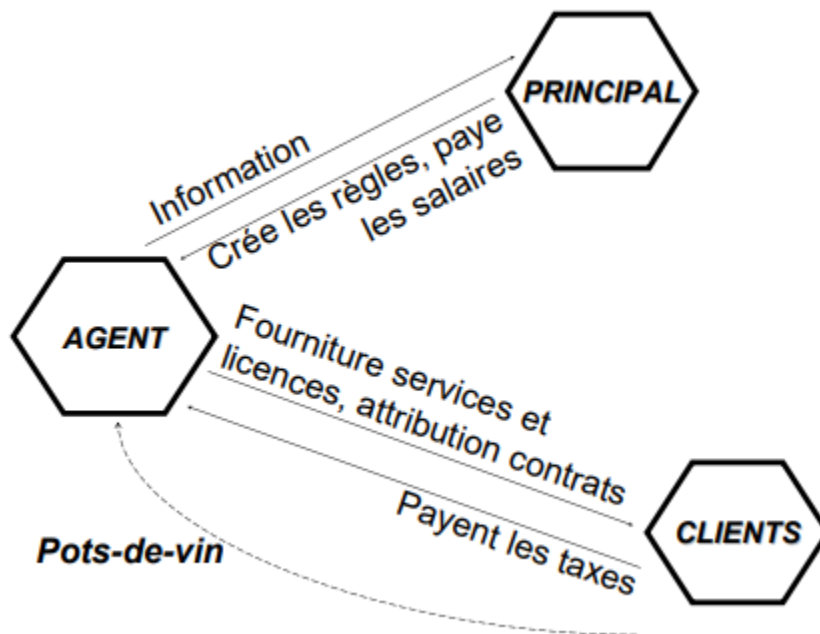 PRINCIPAL
Information
Crée les règles, paye
les salaires
AGENT
Fourniture services et
licences, attribution contrats
Payent les taxes
CLIENTS
Pots-de-vin